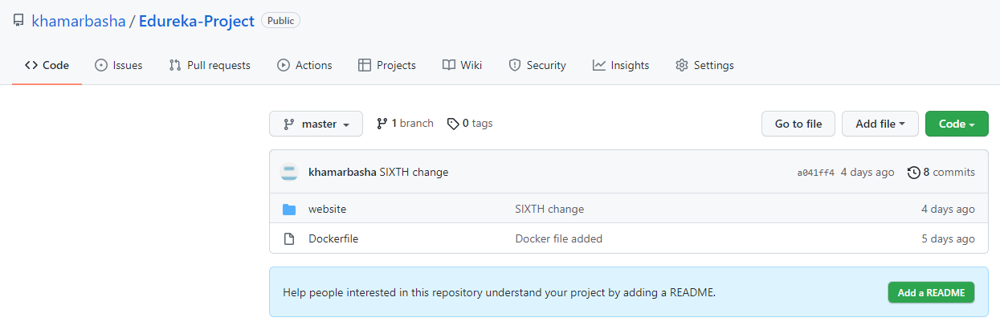 khamarbasha / Edureka-Project Public
Code Issues Pull requests Actions Projects Wiki Security Insights Settings
master 1 branch 0 tags Go to file Add file Code
khamarbasha SIXTH change a041ff4 4 days ago 8 commits
website SIXTH change 4 days ago
Dockerfile Docker file added 5 days ago
Help people interested in this repository understand your project by adding a README. Add a README